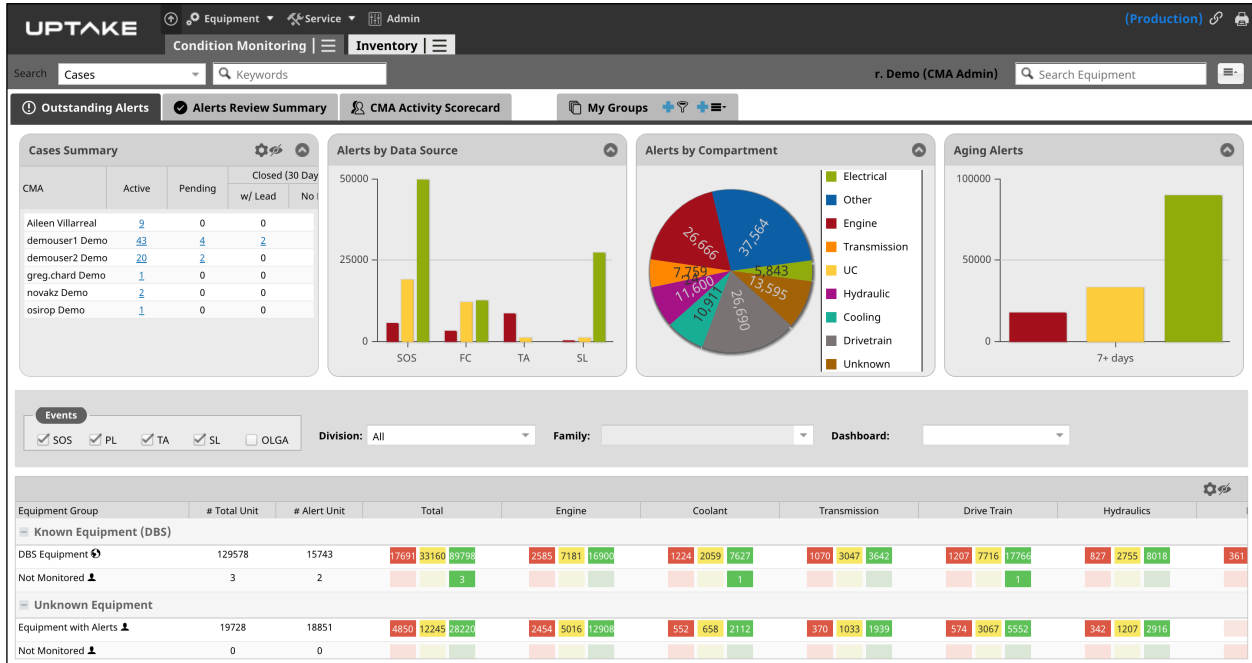 UPTAKE
Equipment
Service
Admin
(Production)
Condition Monitoring
Inventory
Search
Cases
Keywords
r. Demo (CMA Admin)
Search Equipment
Outstanding Alerts
Alerts Review Summary
CMA Activity Scorecard
My Groups
Cases Summary
CMA Active Pending Closed (30 Day
w/ Lead No
Aileen Villarreal 9 0 0
demouser1 Demo 43 4 2
demouser2 Demo 20 2 0
greg.chard Demo 1 0 0
novakz Demo 2 0 0
osirop Demo 1 0 0
Alerts by Data Source
50000
25000
0
SOS FC TA SL
Alerts by Compartment
26,666
37,564
7,759
5,843
11,600
13,595
10,911
26,690
Electrical
Other
Engine
Transmission
UC
Hydraulic
Cooling
Drivetrain
Unknown
Aging Alerts
100000
50000
0
7+ days
Events
SOS PL TA SL OLGA
Division: All
Family:
Dashboard:
Equipment Group # Total Unit # Alert Unit Total Engine Coolant Transmission Drive Train Hydraulics
Known Equipment (DBS)
DBS Equipment 129578 15743 17691 33160 89798 2585 7181 16900 1224 2059 7627 1070 3047 3642 1207 7716 17766 827 2755 8018 361
Not Monitored 3 2 3 1 1
Unknown Equipment
Equipment with Alerts 19728 18851 4850 12245 28220 2454 5016 12908 552 658 2112 370 1033 1939 574 3067 5552 342 1207 2916
Not Monitored 0 0